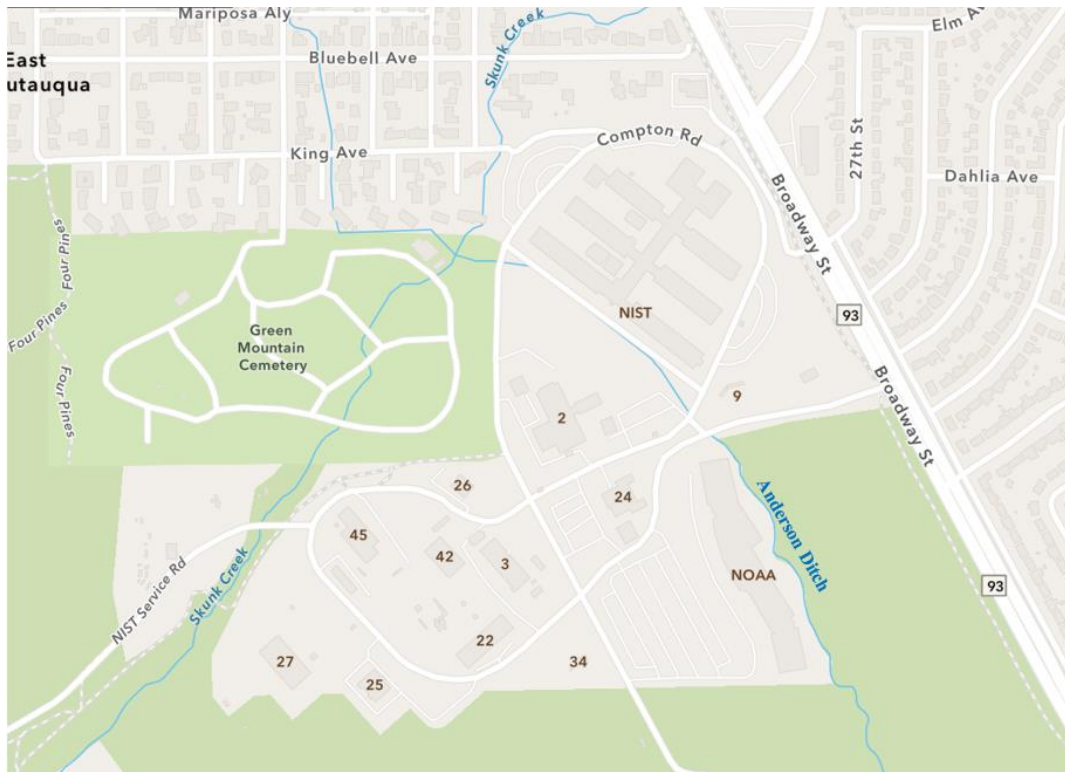 Mariposa Aly
Elm Av
East
utauqua
Bluebell Ave
Skunk Creek
Compton Rd
27th St
King Ave
Dahlia Ave
Broadway St
Four Pines
Four Pines
Four Pines
Green
Mountain
Cemetery
NIST
93
Broadway St
9
2
26
24
Anderson Ditch
45
42
3
NOAA
93
NIST Service Rd
Skunk Creek
22
27
34
25